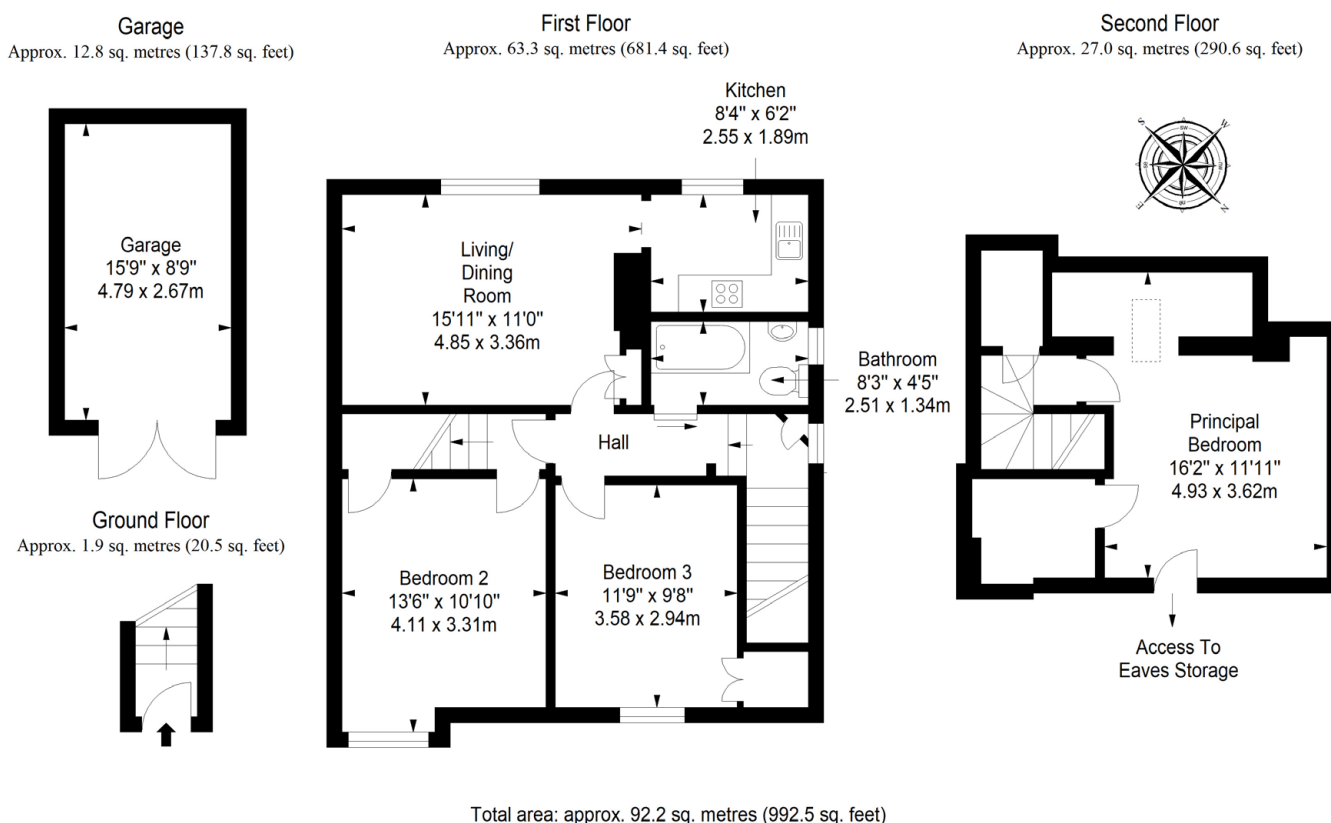 Garage
Approx. 12.8 sq. metres (137.8 sq. feet)
Garage
15'9" x 8'9"
4.79 x 2.67m
Ground Floor
Approx. 1.9 sq. metres (20.5 sq. feet)
First Floor
Approx. 63.3 sq. metres (681.4 sq. feet)
Kitchen
8'4" x 6'2"
2.55 x 1.89m
Living/
Dining
Room
15'11" x 11'0"
4.85 x 3.36m
Bathroom
8'3" x 4'5"
2.51 x 1.34m
Hall
Bedroom 2
13'6" x 10'10"
4.11 x 3.31m
Bedroom 3
11'9" x 9'8"
3.58 x 2.94m
Second Floor
Approx. 27.0 sq. metres (290.6 sq. feet)
S
SW
W
E
N
Principal
Bedroom
16'2" x 11'11"
4.93 x 3.62m
Access To
Eaves Storage
Total area: approx. 92.2 sq. metres (992.5 sq. feet)